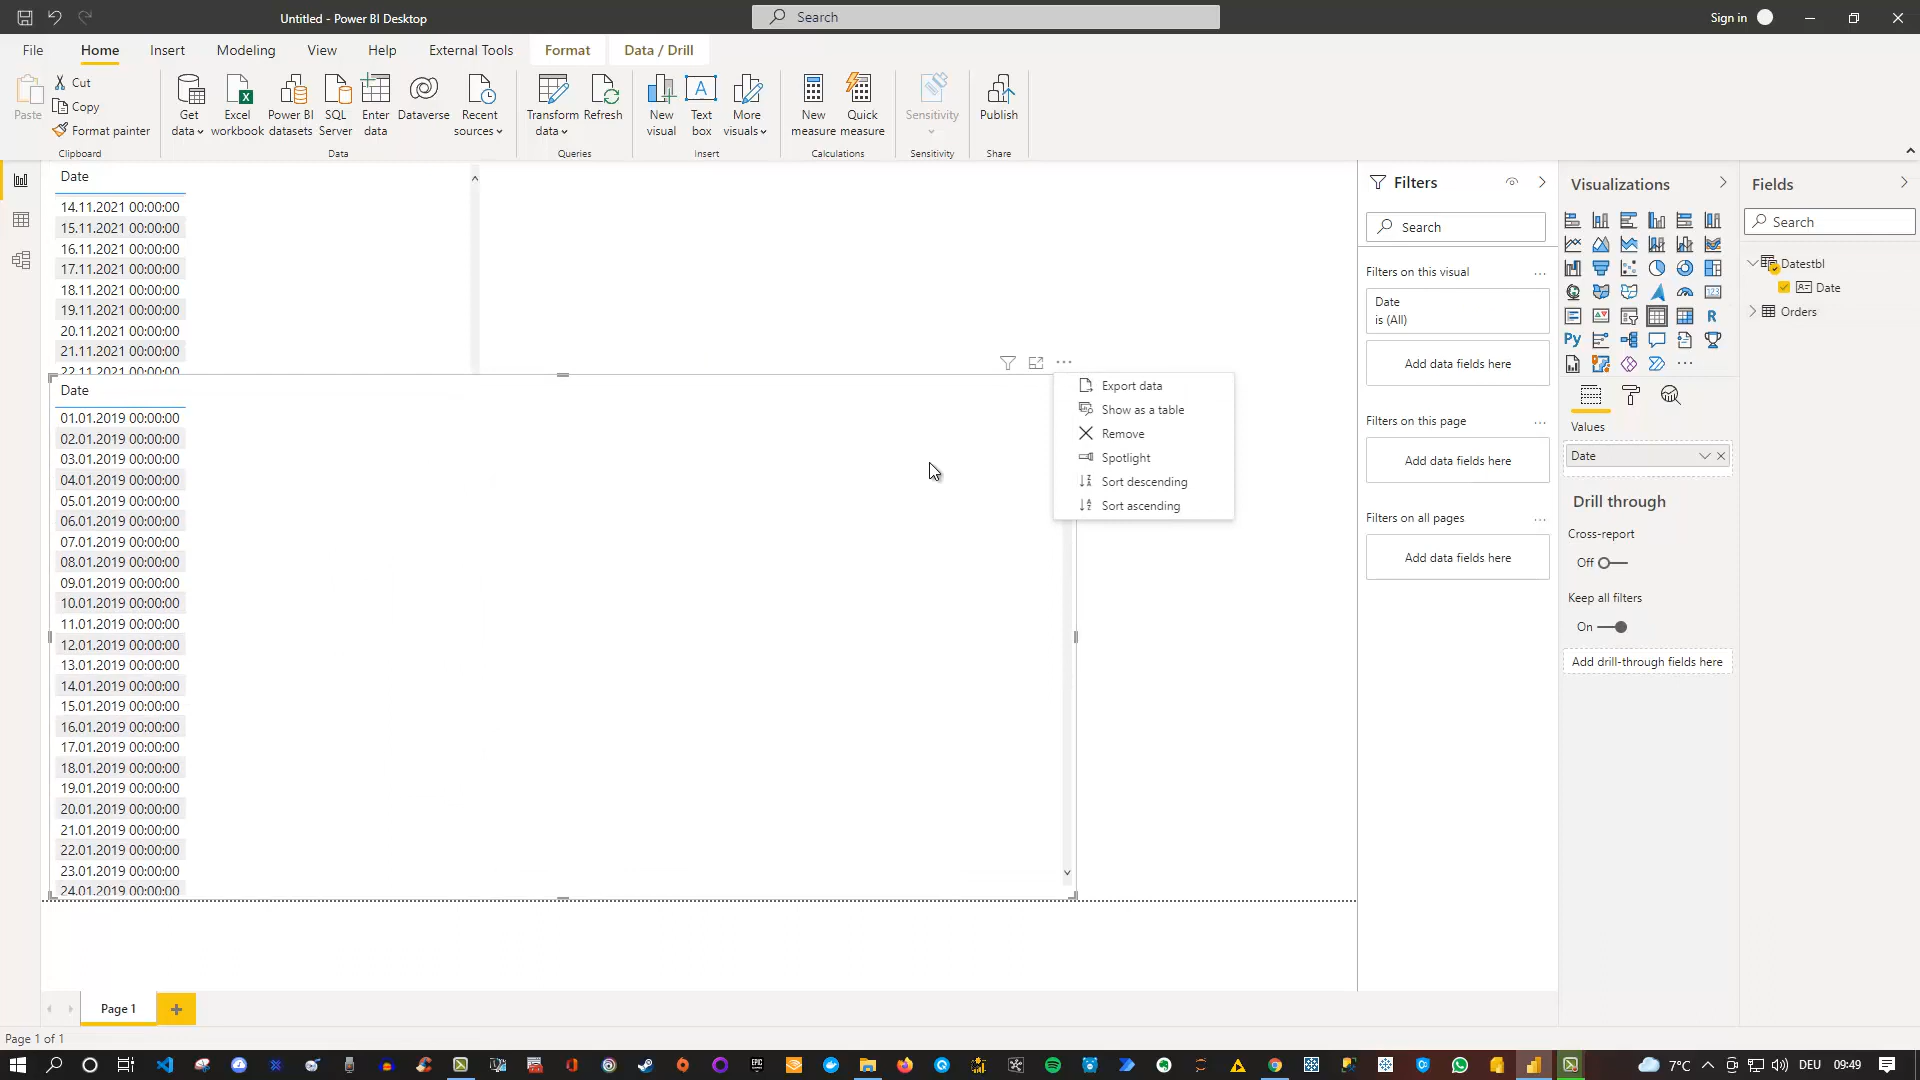 Untitled - Power BI Desktop
Search
Sign in
File Home Insert Modeling View Help External Tools Format Data / Drill
Paste
Cut
Copy
Format painter
Clipboard
Get data
Excel workbook
Power BI datasets
SQL Server
Enter data
Dataverse
Recent sources
Data
Transform data
Refresh
Queries
New visual
Text box
More visuals
Insert
New measure
Quick measure
Calculations
Sensitivity
Sensitivity
Publish
Share
Date
14.11.2021 00:00:00
15.11.2021 00:00:00
16.11.2021 00:00:00
17.11.2021 00:00:00
18.11.2021 00:00:00
19.11.2021 00:00:00
20.11.2021 00:00:00
21.11.2021 00:00:00
22.11.2021 00:00:00
Date
01.01.2019 00:00:00
02.01.2019 00:00:00
03.01.2019 00:00:00
04.01.2019 00:00:00
05.01.2019 00:00:00
06.01.2019 00:00:00
07.01.2019 00:00:00
08.01.2019 00:00:00
09.01.2019 00:00:00
10.01.2019 00:00:00
11.01.2019 00:00:00
12.01.2019 00:00:00
13.01.2019 00:00:00
14.01.2019 00:00:00
15.01.2019 00:00:00
16.01.2019 00:00:00
17.01.2019 00:00:00
18.01.2019 00:00:00
19.01.2019 00:00:00
20.01.2019 00:00:00
21.01.2019 00:00:00
22.01.2019 00:00:00
23.01.2019 00:00:00
24.01.2019 00:00:00
Export data
Show as a table
Remove
Spotlight
Sort descending
Sort ascending
Filters
Search
Filters on this visual
Date
is (All)
Add data fields here
Filters on this page
Add data fields here
Filters on all pages
Add data fields here
Visualizations
R
Py
Values
Date
Drill through
Cross-report
Off
Keep all filters
On
Add drill-through fields here
Fields
Search
Datestbl
Date
Orders
Page 1
Page 1 of 1
7°C
DEU
09:49